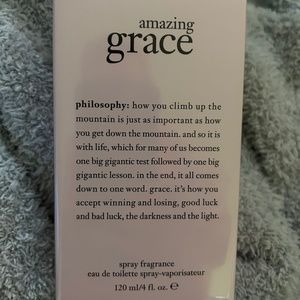 amazing
grace
philosophy: how you climb up the
mountain is just as important as how
you get down the mountain. and so it is
with life, which for many of us becomes
one big gigantic test followed by one big
gigantic lesson. in the end, it all
comes down to one word. grace. it's how you
accept winning and losing, good luck
and bad luck, the darkness and the light.
spray fragrance
eau de toilette spray-vaporisateur
120 ml/4 fl. oz. ℮